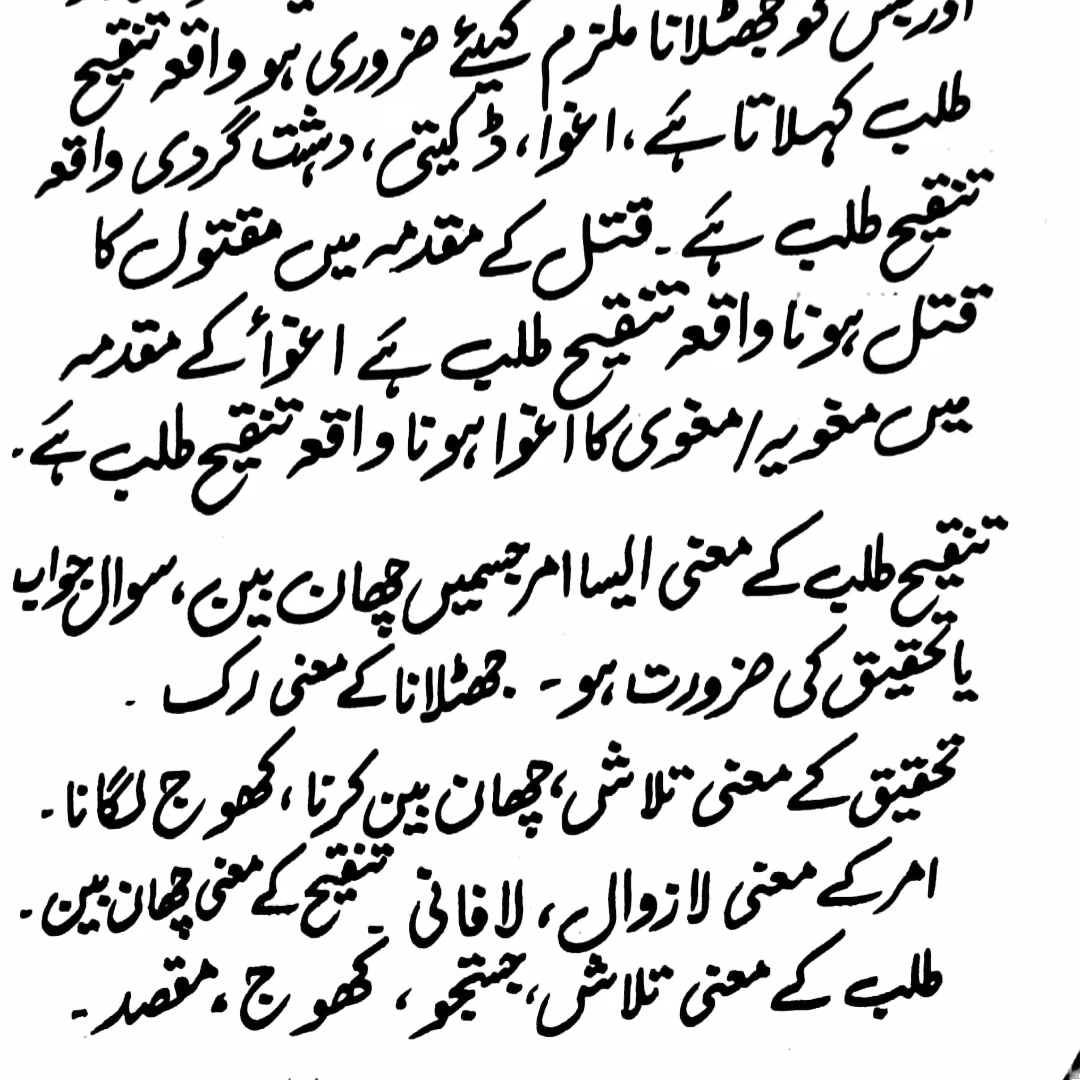 اور جس کو جھٹلانا ملزم کیلئے ضروری ہو واقعہ تنقیح
طلب کہلاتا ہے ،اغوا، ڈکیتی، دہشت گردی واقعہ
تنقیح طلب ہے ۔ قتل کے مقدمہ میں مقتول کا
قتل ہونا واقعہ تنقیح طلب ہے اغوأ کے مقدمہ
میں مغویہ/مغوی کا اغوا ہونا واقعہ تنقیح طلب ہے ۔
تنقیح طلب کے معنی ایسا امر جسمیں چھان بین، سوال جواب
یا تحقیق کی ضرورت ہو ۔ جھٹلانا کے معنی رک ۔
تحقیق کے معنی تلاش، چھان بین کرنا، کھوج لگانا ۔
امر کے معنی لازوال، لافانی ۔ تنقیح کے معنی چھان بین ۔
طلب کے معنی تلاش، جستجو، کھوج، مقصد ۔